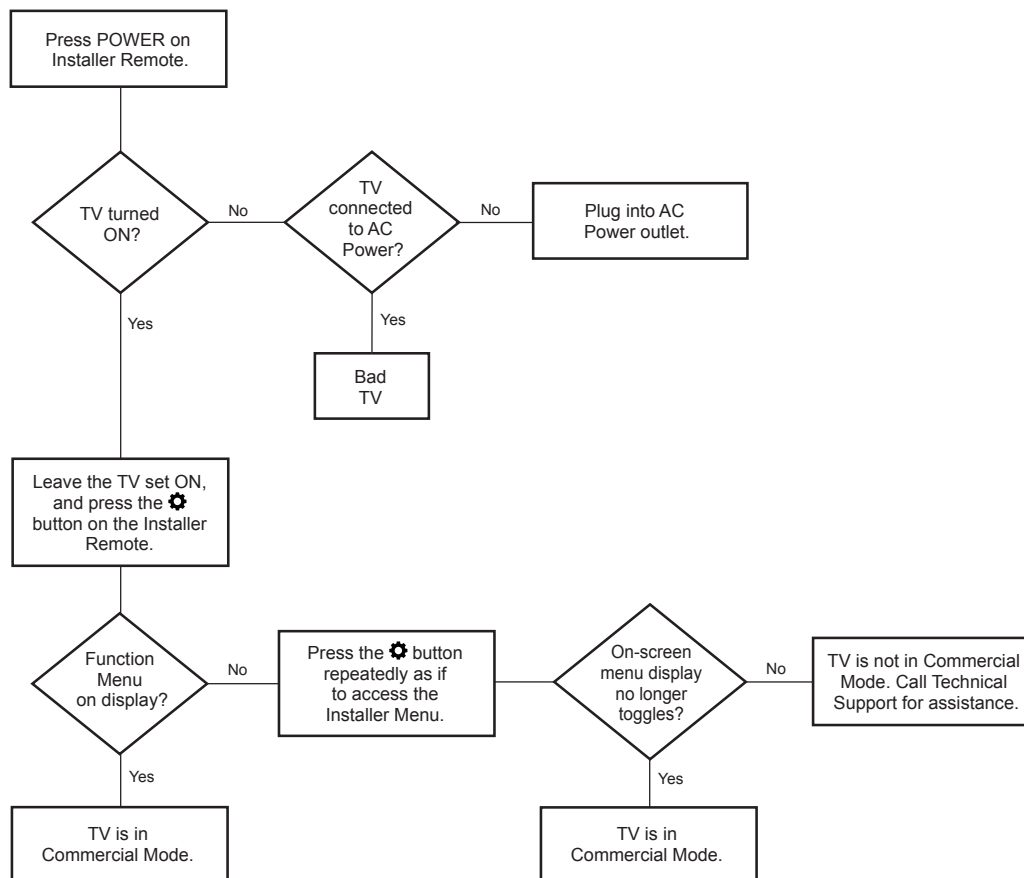 Press POWER on
Installer Remote.
TV turned
ON?
No
TV
connected
to AC
Power?
No
Plug into AC
Power outlet.
Yes
Yes
Bad
TV
Leave the TV set ON,
and press the
button on the Installer
Remote.
Function
Menu
on display?
No
Press the button
repeatedly as if
to access the
Installer Menu.
On-screen
menu display
no longer
toggles?
No
TV is not in Commercial
Mode. Call Technical
Support for assistance.
Yes
Yes
TV is in
Commercial Mode.
TV is in
Commercial Mode.